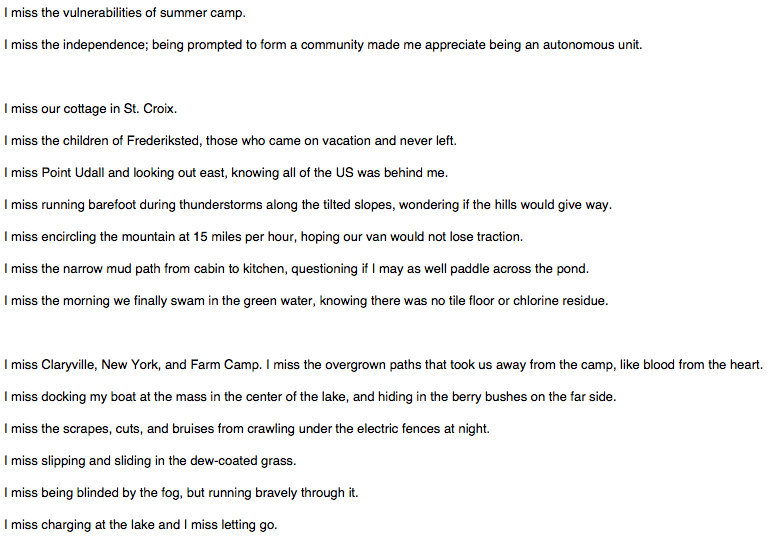 I miss the vulnerabilities of summer camp.
I miss the independence; being prompted to form a community made me appreciate being an autonomous unit.
I miss our cottage in St. Croix.
I miss the children of Frederiksted, those who came on vacation and never left.
I miss Point Udall and looking out east, knowing all of the US was behind me.
I miss running barefoot during thunderstorms along the tilted slopes, wondering if the hills would give way.
I miss encircling the mountain at 15 miles per hour, hoping our van would not lose traction.
I miss the narrow mud path from cabin to kitchen, questioning if I may as well paddle across the pond.
I miss the morning we finally swam in the green water, knowing there was no tile floor or chlorine residue.
I miss Claryville, New York, and Farm Camp. I miss the overgrown paths that took us away from the camp, like blood from the heart.
I miss docking my boat at the mass in the center of the lake, and hiding in the berry bushes on the far side.
I miss the scrapes, cuts, and bruises from crawling under the electric fences at night.
I miss slipping and sliding in the dew-coated grass.
I miss being blinded by the fog, but running bravely through it.
I miss charging at the lake and I miss letting go.